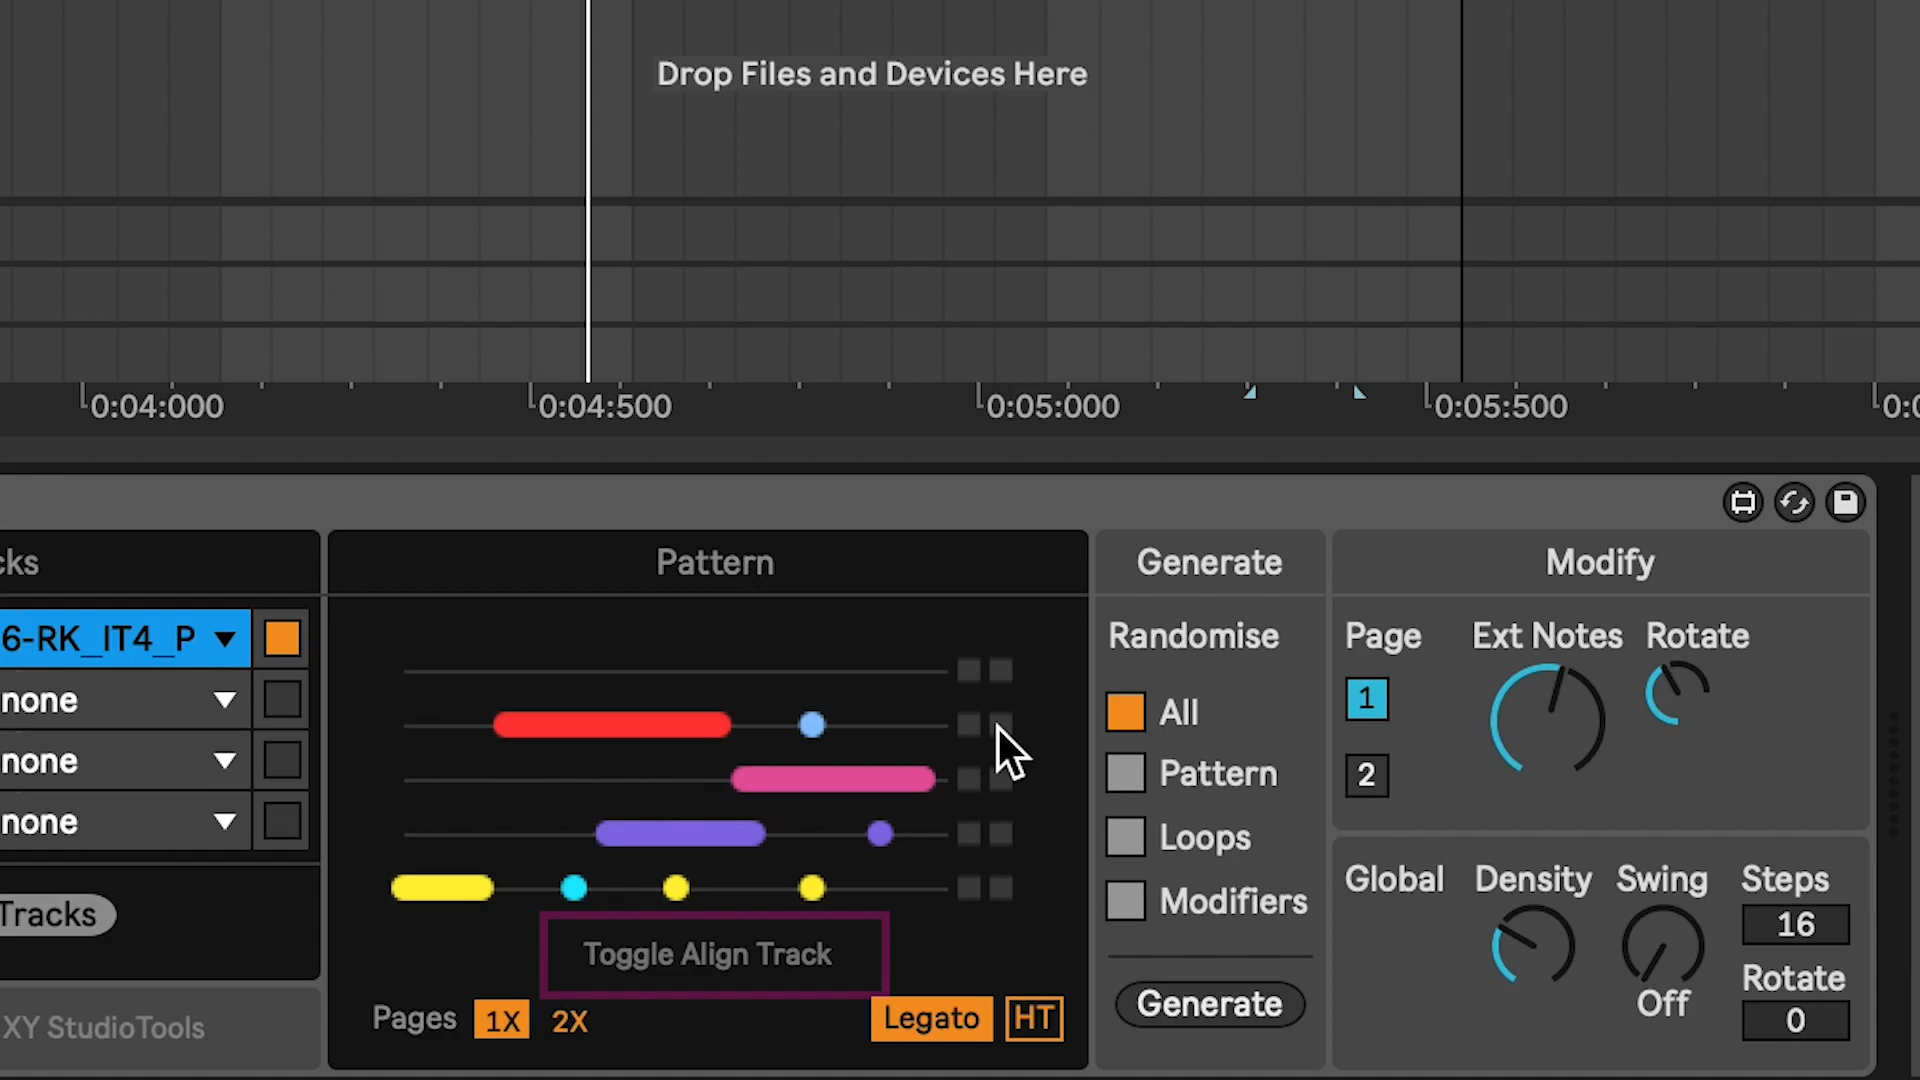 Drop Files and Devices Here
0:04:000
0:04:500
0:05:000
0:05:500
0:0
cks
Pattern
Generate
Modify
6-RK_IT4_P
none
none
none
Tracks
XY StudioTools
Toggle Align Track
Pages 1X 2X
Legato HT
Randomise
All
Pattern
Loops
Modifiers
Generate
Page
1
2
Ext Notes
Rotate
Global
Density
Swing
Off
Steps
16
Rotate
0